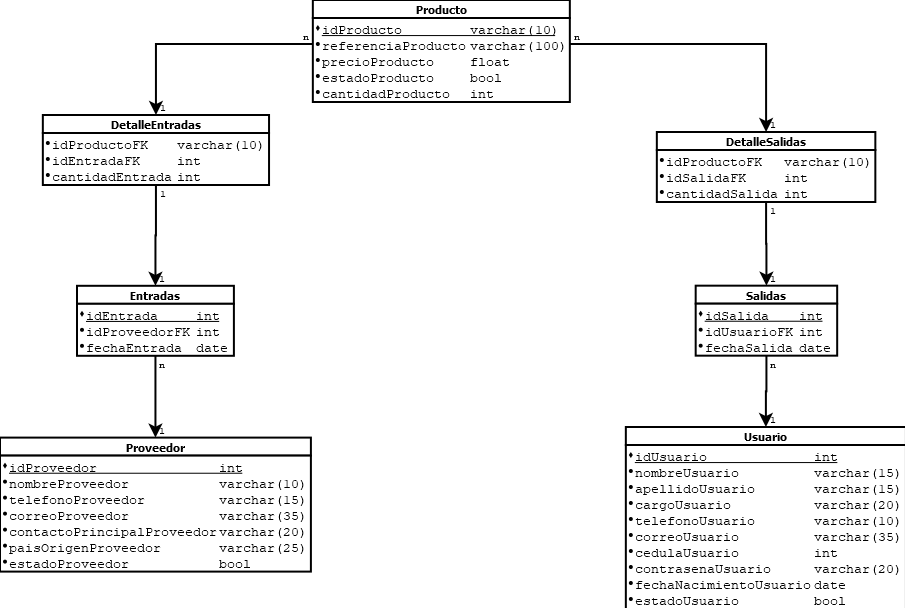 Producto
idProducto varchar(10)
referenciaProducto varchar(100)
precioProducto float
estadoProducto bool
cantidadProducto int
n
n
1
1
DetalleEntradas
idProductoFK varchar(10)
idEntradaFK int
cantidadEntrada int
DetalleSalidas
idProductoFK varchar(10)
idSalidaFK int
cantidadSalida int
1
1
1
1
Entradas
idEntrada int
idProveedorFK int
fechaEntrada date
Salidas
idSalida int
idUsuarioFK int
fechaSalida date
n
n
1
1
Proveedor
idProveedor int
nombreProveedor varchar(10)
telefonoProveedor varchar(15)
correoProveedor varchar(35)
contactoPrincipalProveedor varchar(20)
paisOrigenProveedor varchar(25)
estadoProveedor bool
Usuario
idUsuario int
nombreUsuario varchar(15)
apellidoUsuario varchar(15)
cargoUsuario varchar(20)
telefonoUsuario varchar(10)
correoUsuario varchar(35)
cedulaUsuario int
contrasenaUsuario varchar(20)
fechaNacimientoUsuario date
estadoUsuario bool